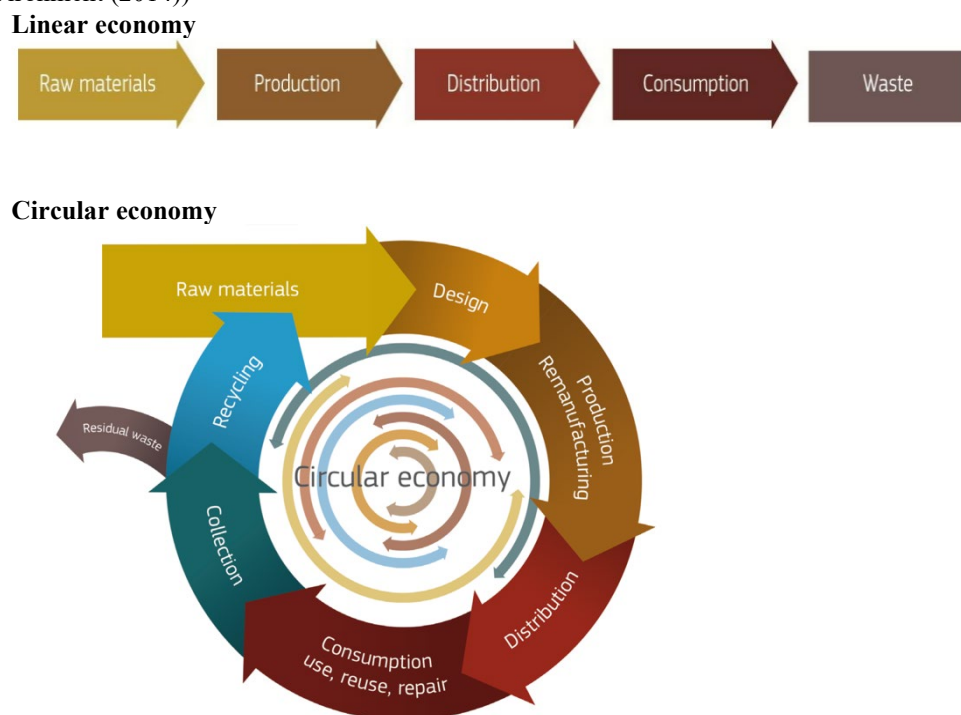 (2014))
Linear economy
Raw materials
Production
Distribution
Consumption
Waste
Circular economy
Raw materials
Design
Production
Remanufacturing
Distribution
Consumption
use, reuse, repair
Collection
Recycling
Residual waste
Circular economy